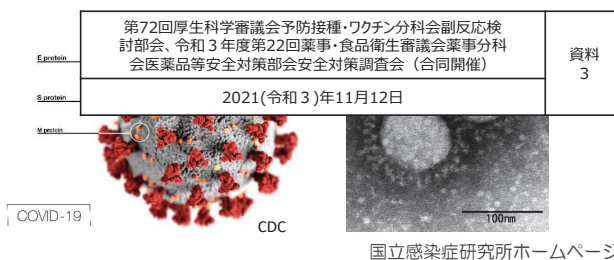 第72回厚生科学審議会予防接種・ワクチン分科会副反応検
討部会、令和３年度第22回薬事・食品衛生審議会薬事分科
会医薬品等安全対策部会安全対策調査会（合同開催）
資料
3
2021(令和３)年11月12日
E protein
S protein
M protein
COVID-19
CDC
100nm
国立感染症研究所ホームページ